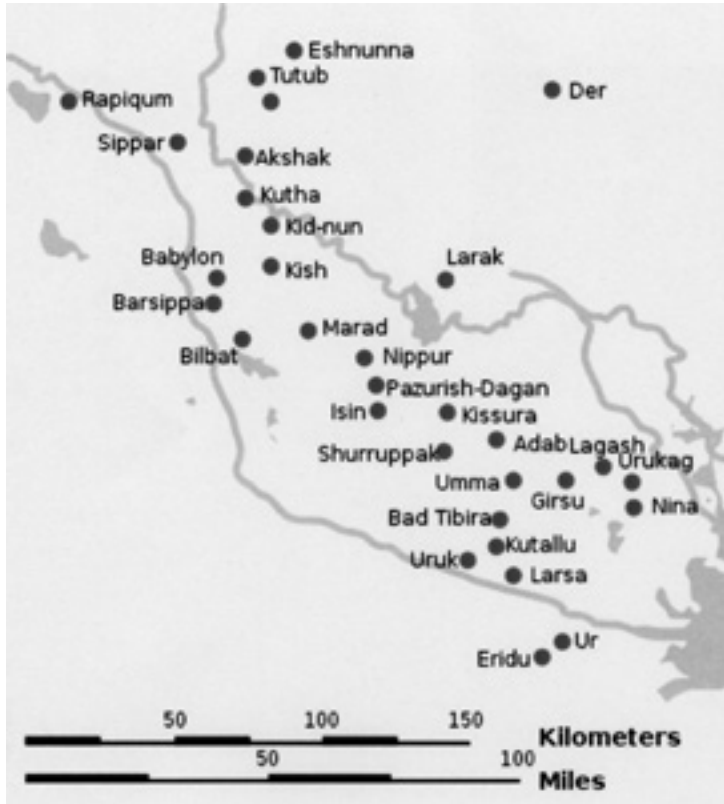 Eshnunna
Tutub
Der
Rapiqum
Sippar
Akshak
Kutha
Kid-nun
Babylon
Larak
Kish
Barsippa
Marad
Bilbat
Nippur
Pazurish-Dagan
Isin
Kissura
Adab
Lagash
Shurruppak
Urukag
Umma
Girsu
Nina
Bad Tibira
Kutallu
Uruk
Larsa
Ur
Eridu
50 100 150
Kilometers
50 100
Miles